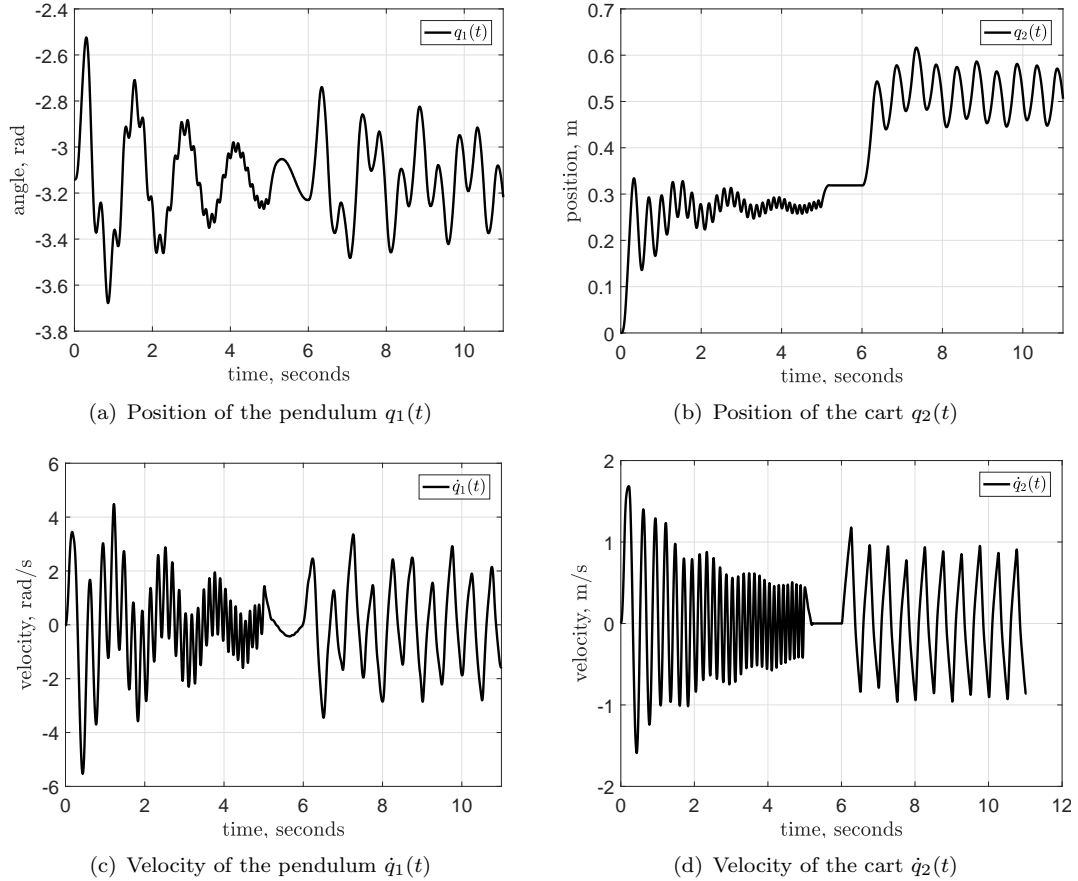 -2.4
-2.6
-2.8
-3
-3.2
-3.4
-3.6
-3.8
angle, rad
q₁(t)
0 2 4 6 8 10
time, seconds
(a) Position of the pendulum q₁(t)
0.7
0.6
0.5
0.4
0.3
0.2
0.1
0
position, m
q₂(t)
0 2 4 6 8 10
time, seconds
(b) Position of the cart q₂(t)
6
4
2
0
-2
-4
-6
velocity, rad/s
q̇₁(t)
0 2 4 6 8 10
time, seconds
(c) Velocity of the pendulum q̇₁(t)
2
1
0
-1
-2
velocity, m/s
q̇₂(t)
0 2 4 6 8 10 12
time, seconds
(d) Velocity of the cart q̇₂(t)